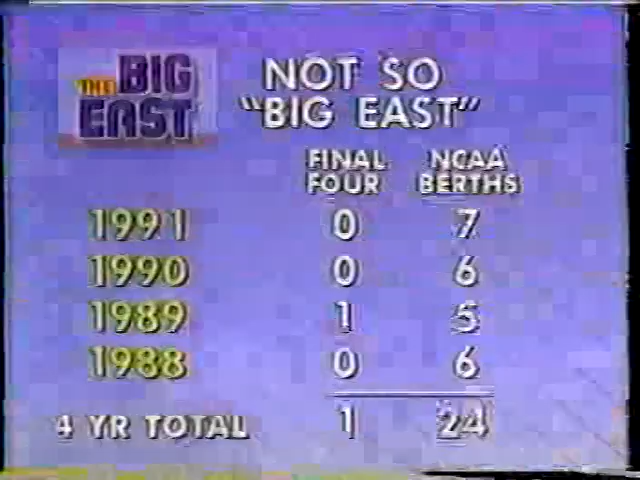 THE BIG EAST
NOT SO
"BIG EAST"
FINAL FOUR NCAA BERTHS
1991 0 7
1990 0 6
1989 1 5
1988 0 6
4 YR TOTAL 1 24